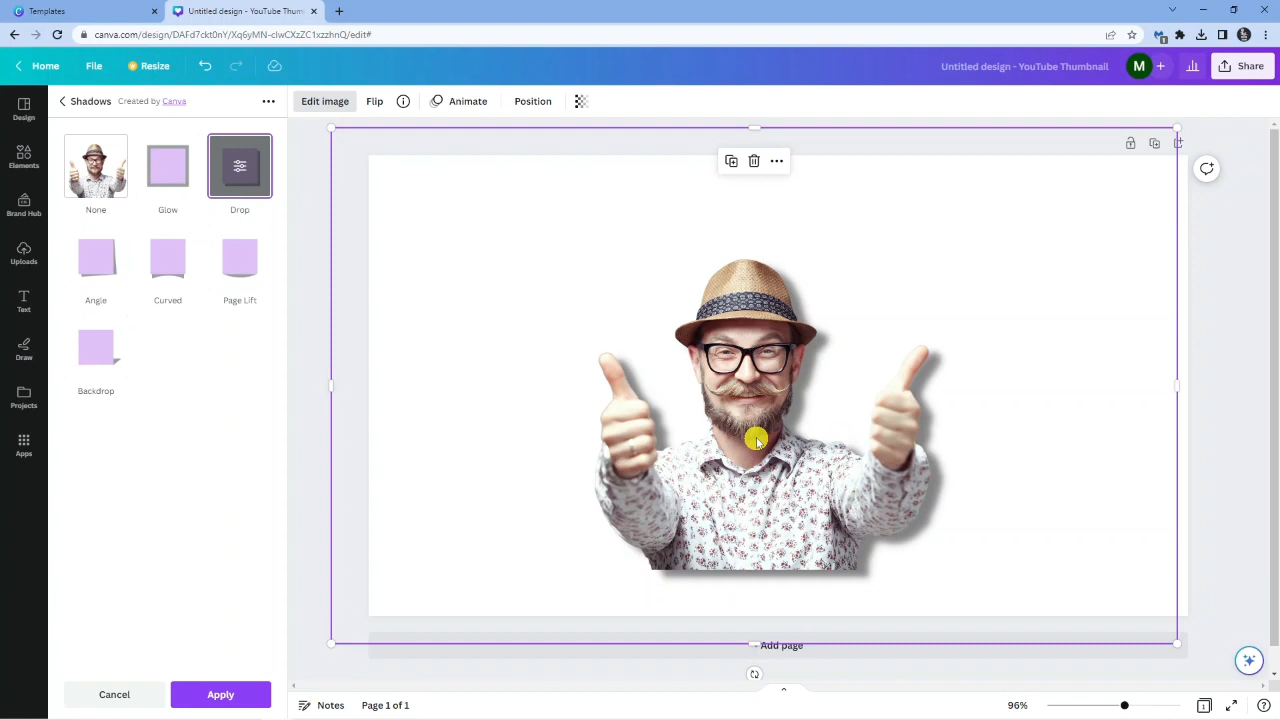 Templates
Untitled design - YouTube Thum
canva.com/design/DAFd7ckt0nY/Xq6yMN-clwCXzZC1xzzhnQ/edit#
Home
File
Resize
Untitled design - YouTube Thumbnail
M
Share
Design
Elements
Brand Hub
Uploads
Text
Draw
Projects
Apps
Shadows Created by Canva
None
Glow
Drop
Angle
Curved
Page Lift
Backdrop
Cancel
Apply
Edit image
Flip
Animate
Position
Add page
Notes
Page 1 of 1
96%
1